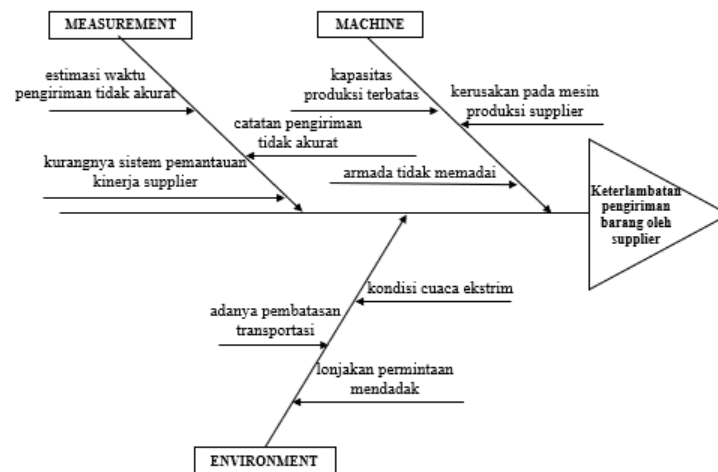 MEASUREMENT
MACHINE
estimasi waktu
pengiriman tidak akurat
catatan pengiriman
tidak akurat
kurangnya sistem pemantauan
kinerja supplier
kapasitas
produksi terbatas
kerusakan pada mesin
produksi supplier
armada tidak memadai
Keterlambatan
pengiriman
barang oleh
supplier
kondisi cuaca ekstrim
adanya pembatasan
transportasi
lonjakan permintaan
mendadak
ENVIRONMENT